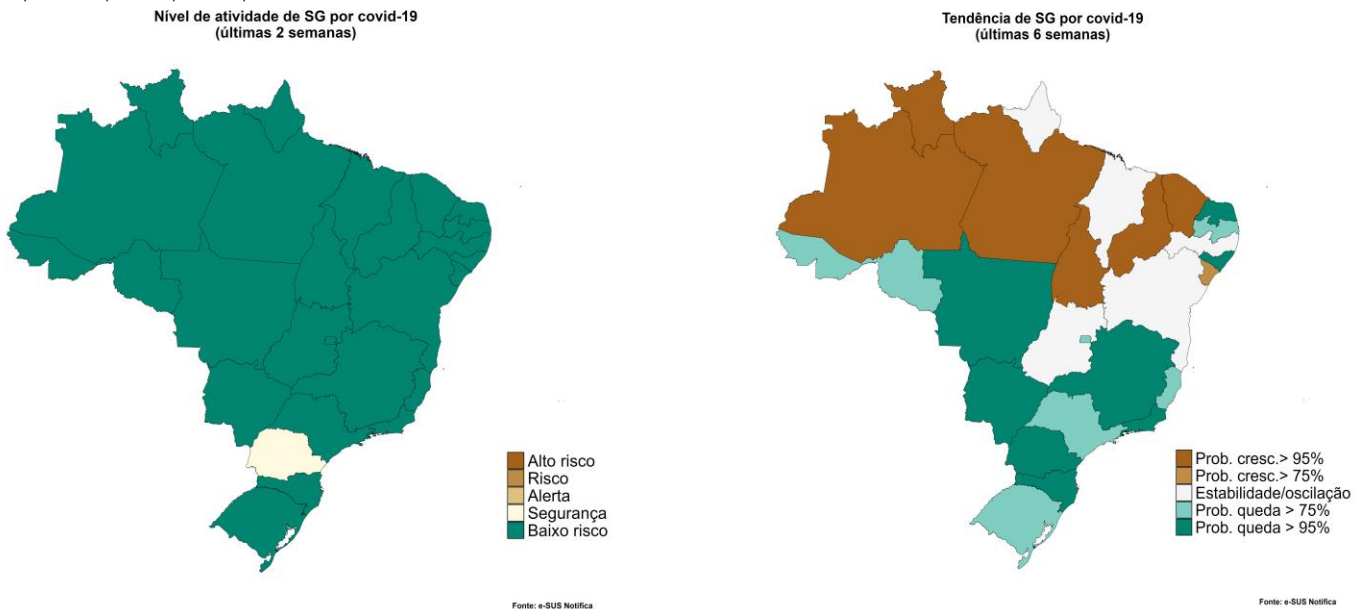 Nível de atividade de SG por covid-19
(últimas 2 semanas)
Alto risco
Risco
Alerta
Segurança
Baixo risco
Fonte: e-SUS Notifica
Tendência de SG por covid-19
(últimas 6 semanas)
Prob. cresc.> 95%
Prob. cresc.> 75%
Estabilidade/oscilação
Prob. queda > 75%
Prob. queda > 95%
Fonte: e-SUS Notifica